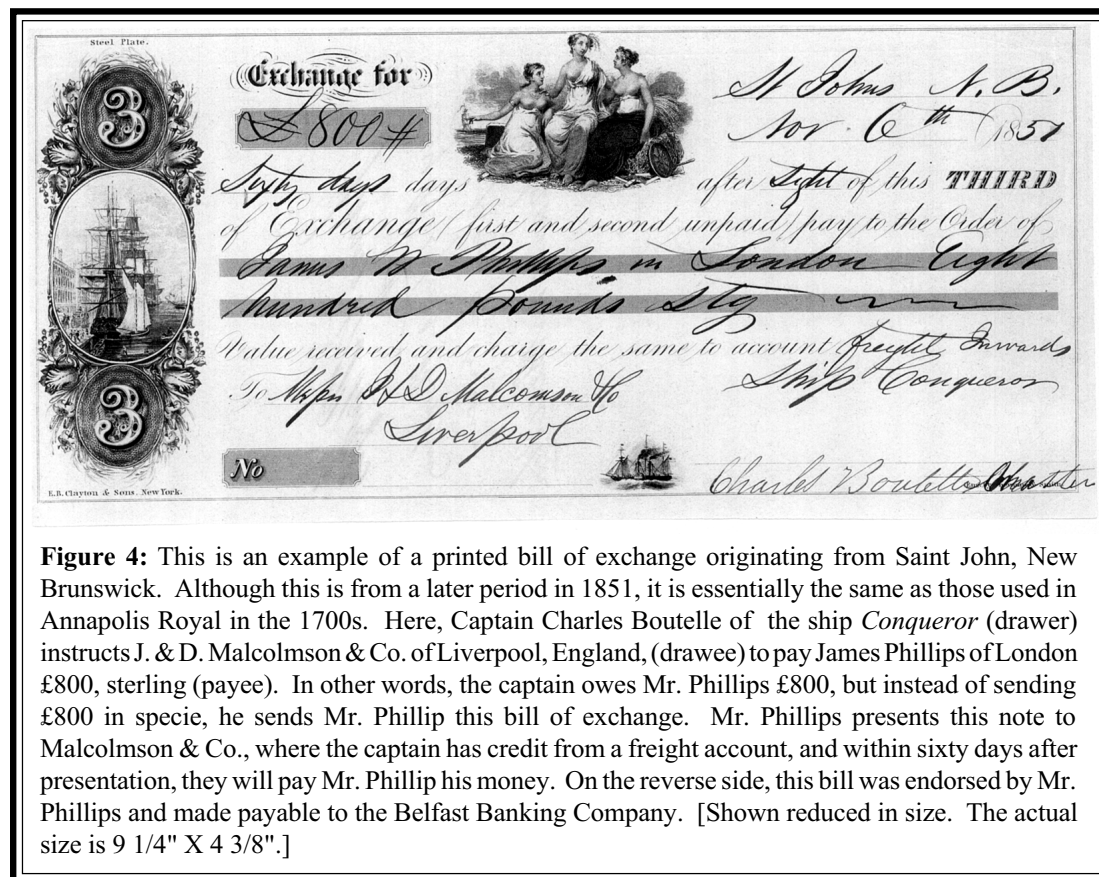 Steel Plate.
3
Exchange for
£800
St Johns N. B.
Nov. 6th 1851
Sixty days days after Sight of this THIRD
of Exchange (first and second unpaid) pay to the Order of
James W Phillips in London Eight
hundred pounds Stg
Value received and charge the same to account freight Inwards
To Messrs J & D Malcomson & Co Ship Conqueror
Liverpool
3
No
E.B. Clayton & Sons. New York.
Charles Boutelle Master
Figure 4: This is an example of a printed bill of exchange originating from Saint John, New
Brunswick. Although this is from a later period in 1851, it is essentially the same as those used in
Annapolis Royal in the 1700s. Here, Captain Charles Boutelle of the ship Conqueror (drawer)
instructs J. & D. Malcolmson & Co. of Liverpool, England, (drawee) to pay James Phillips of London
£800, sterling (payee). In other words, the captain owes Mr. Phillips £800, but instead of sending
£800 in specie, he sends Mr. Phillip this bill of exchange. Mr. Phillips presents this note to
Malcolmson & Co., where the captain has credit from a freight account, and within sixty days after
presentation, they will pay Mr. Phillip his money. On the reverse side, this bill was endorsed by Mr.
Phillips and made payable to the Belfast Banking Company. [Shown reduced in size. The actual
size is 9 1/4" X 4 3/8".]